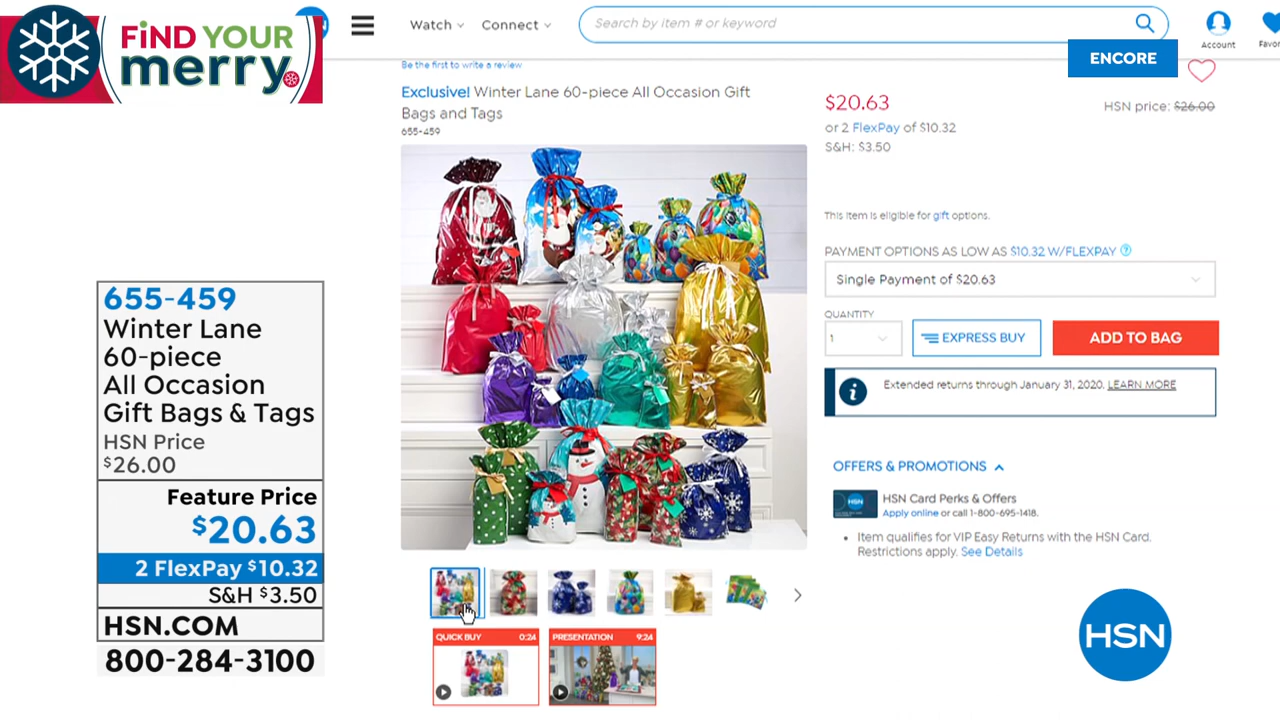 FiND YOUR
merry.
Watch
Connect
Search by item # or keyword
Account
Favor
ENCORE
Be the first to write a review
Exclusive! Winter Lane 60-piece All Occasion Gift
Bags and Tags
655-459
$20.63
HSN price: $26.00
or 2 FlexPay of $10.32
S&H: $3.50
This item is eligible for gift options.
PAYMENT OPTIONS AS LOW AS $10.32 W/FLEXPAY ?
Single Payment of $20.63
QUANTITY
1
EXPRESS BUY
ADD TO BAG
i
Extended returns through January 31, 2020. LEARN MORE
OFFERS & PROMOTIONS
HSN
HSN Card Perks & Offers
Apply online or call 1-800-695-1418.
• Item qualifies for VIP Easy Returns with the HSN Card.
Restrictions apply. See Details
QUICK BUY 0:24
PRESENTATION 9:24
655-459
Winter Lane
60-piece
All Occasion
Gift Bags & Tags
HSN Price
$26.00
Feature Price
$20.63
2 FlexPay $10.32
S&H $3.50
HSN.COM
800-284-3100
HSN